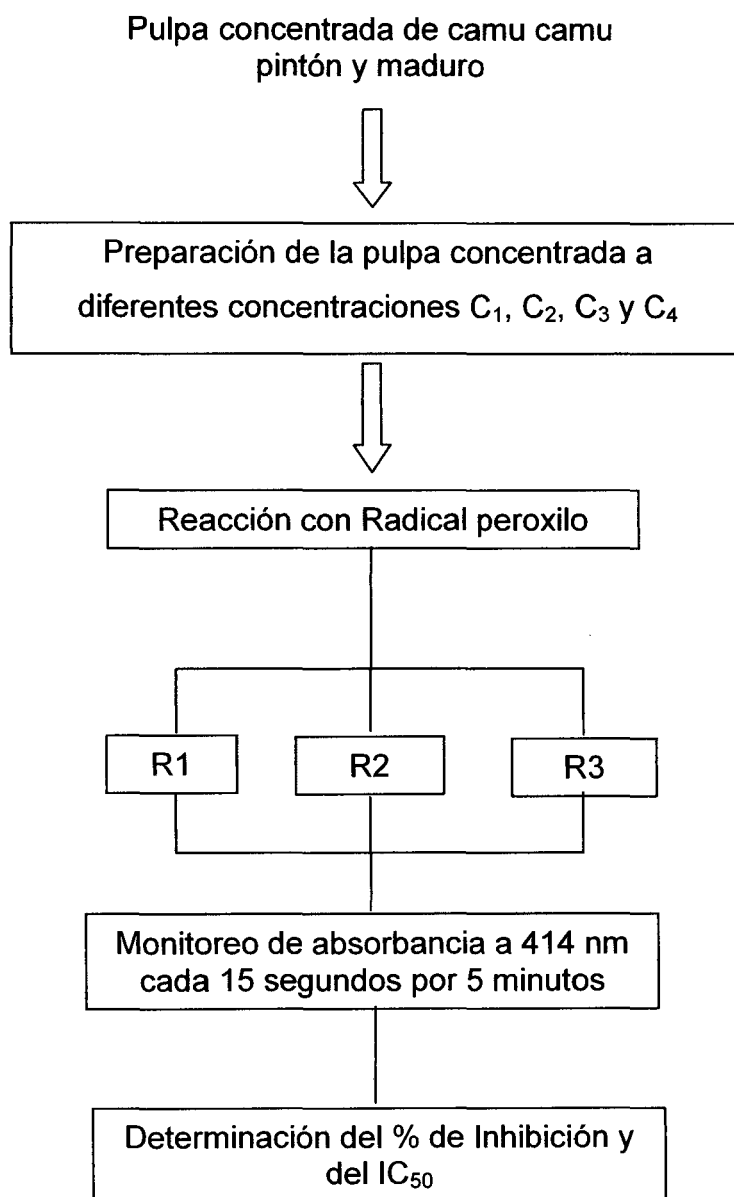 Pulpa concentrada de camu camu
pintón y maduro
Preparación de la pulpa concentrada a
diferentes concentraciones C₁, C₂, C₃ y C₄
Reacción con Radical peroxilo
R1 R2 R3
Monitoreo de absorbancia a 414 nm
cada 15 segundos por 5 minutos
Determinación del % de Inhibición y
del IC₅₀